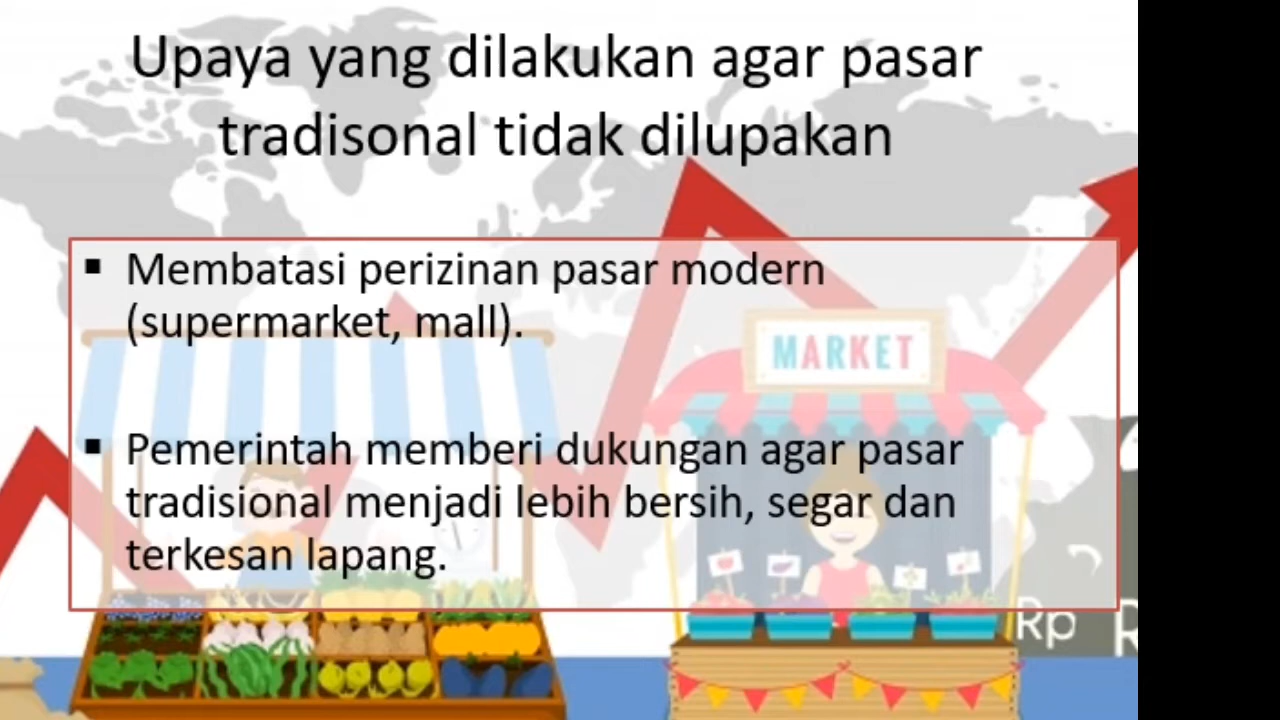 Upaya yang dilakukan agar pasar
tradisonal tidak dilupakan
▪ Membatasi perizinan pasar modern
(supermarket, mall).
MARKET
▪ Pemerintah memberi dukungan agar pasar
tradisional menjadi lebih bersih, segar dan
terkesan lapang.
Rp